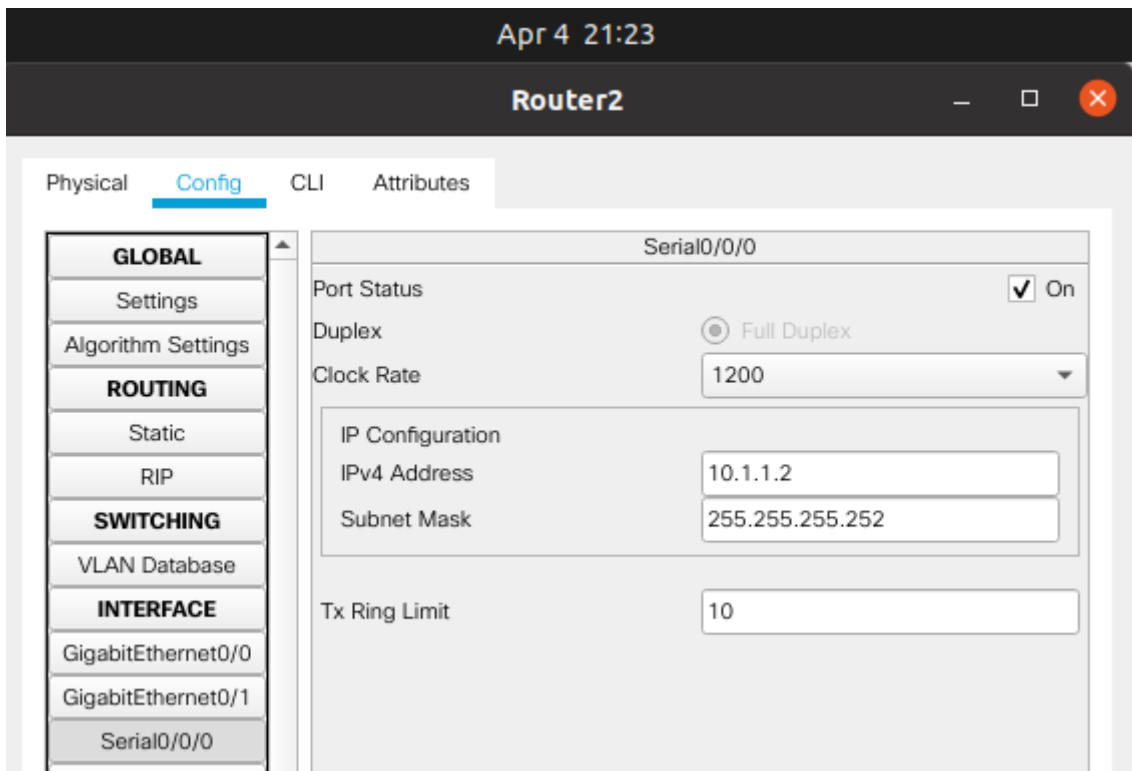 Apr 4 21:23
Router2
Physical Config CLI Attributes
GLOBAL
Settings
Algorithm Settings
ROUTING
Static
RIP
SWITCHING
VLAN Database
INTERFACE
GigabitEthernet0/0
GigabitEthernet0/1
Serial0/0/0
Serial0/0/0
Port Status On
Duplex Full Duplex
Clock Rate 1200
IP Configuration
IPv4 Address 10.1.1.2
Subnet Mask 255.255.255.252
Tx Ring Limit 10